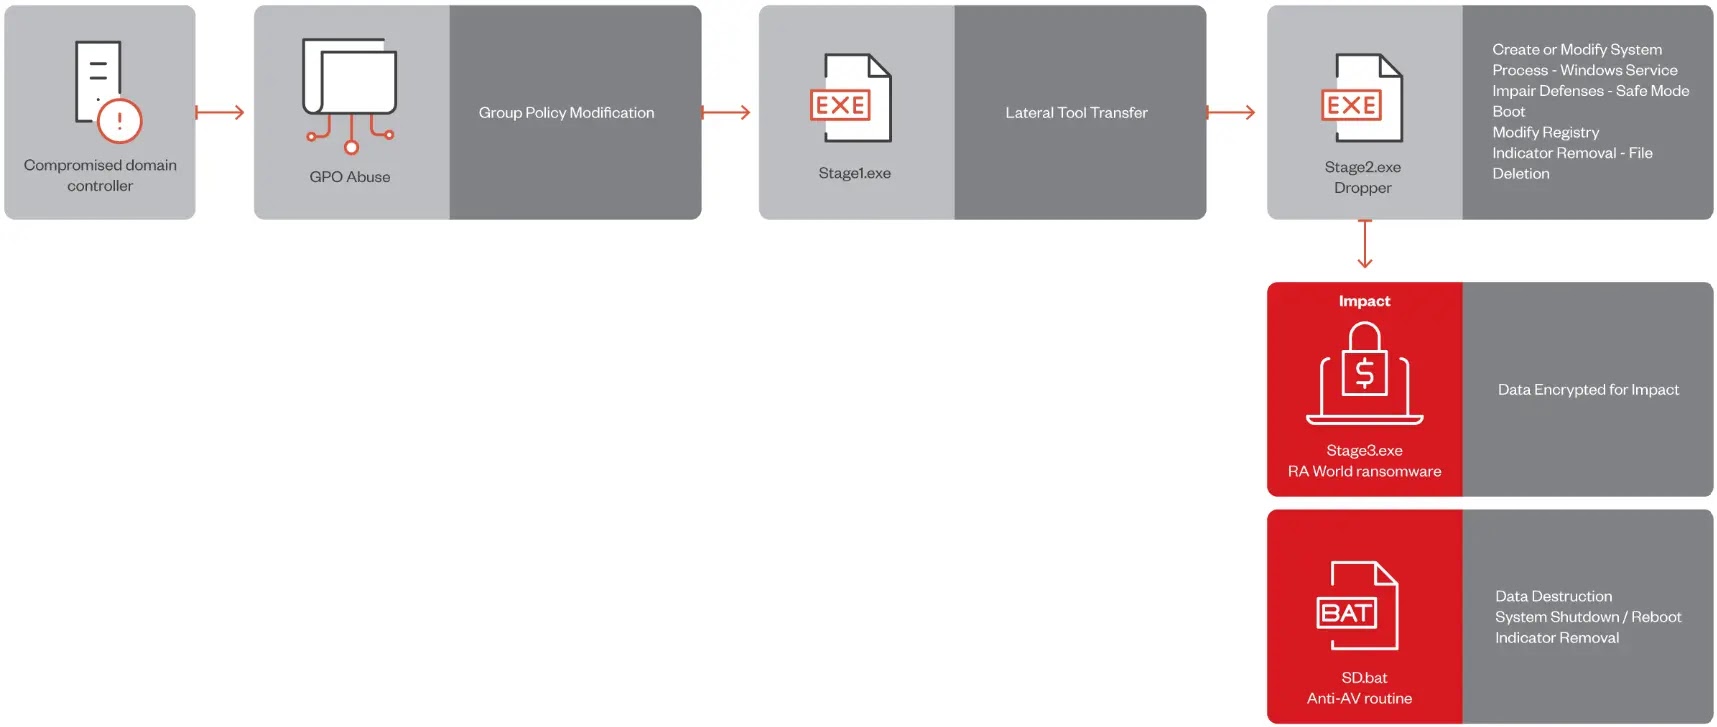 Compromised domain
controller
GPO Abuse
Group Policy Modification
EXE
Stage1.exe
Lateral Tool Transfer
EXE
Stage2.exe
Dropper
Create or Modify System
Process - Windows Service
Impair Defenses - Safe Mode
Boot
Modify Registry
Indicator Removal - File
Deletion
Impact
$
Stage3.exe
RA World ransomware
Data Encrypted for Impact
BAT
SD.bat
Anti-AV routine
Data Destruction
System Shutdown / Reboot
Indicator Removal